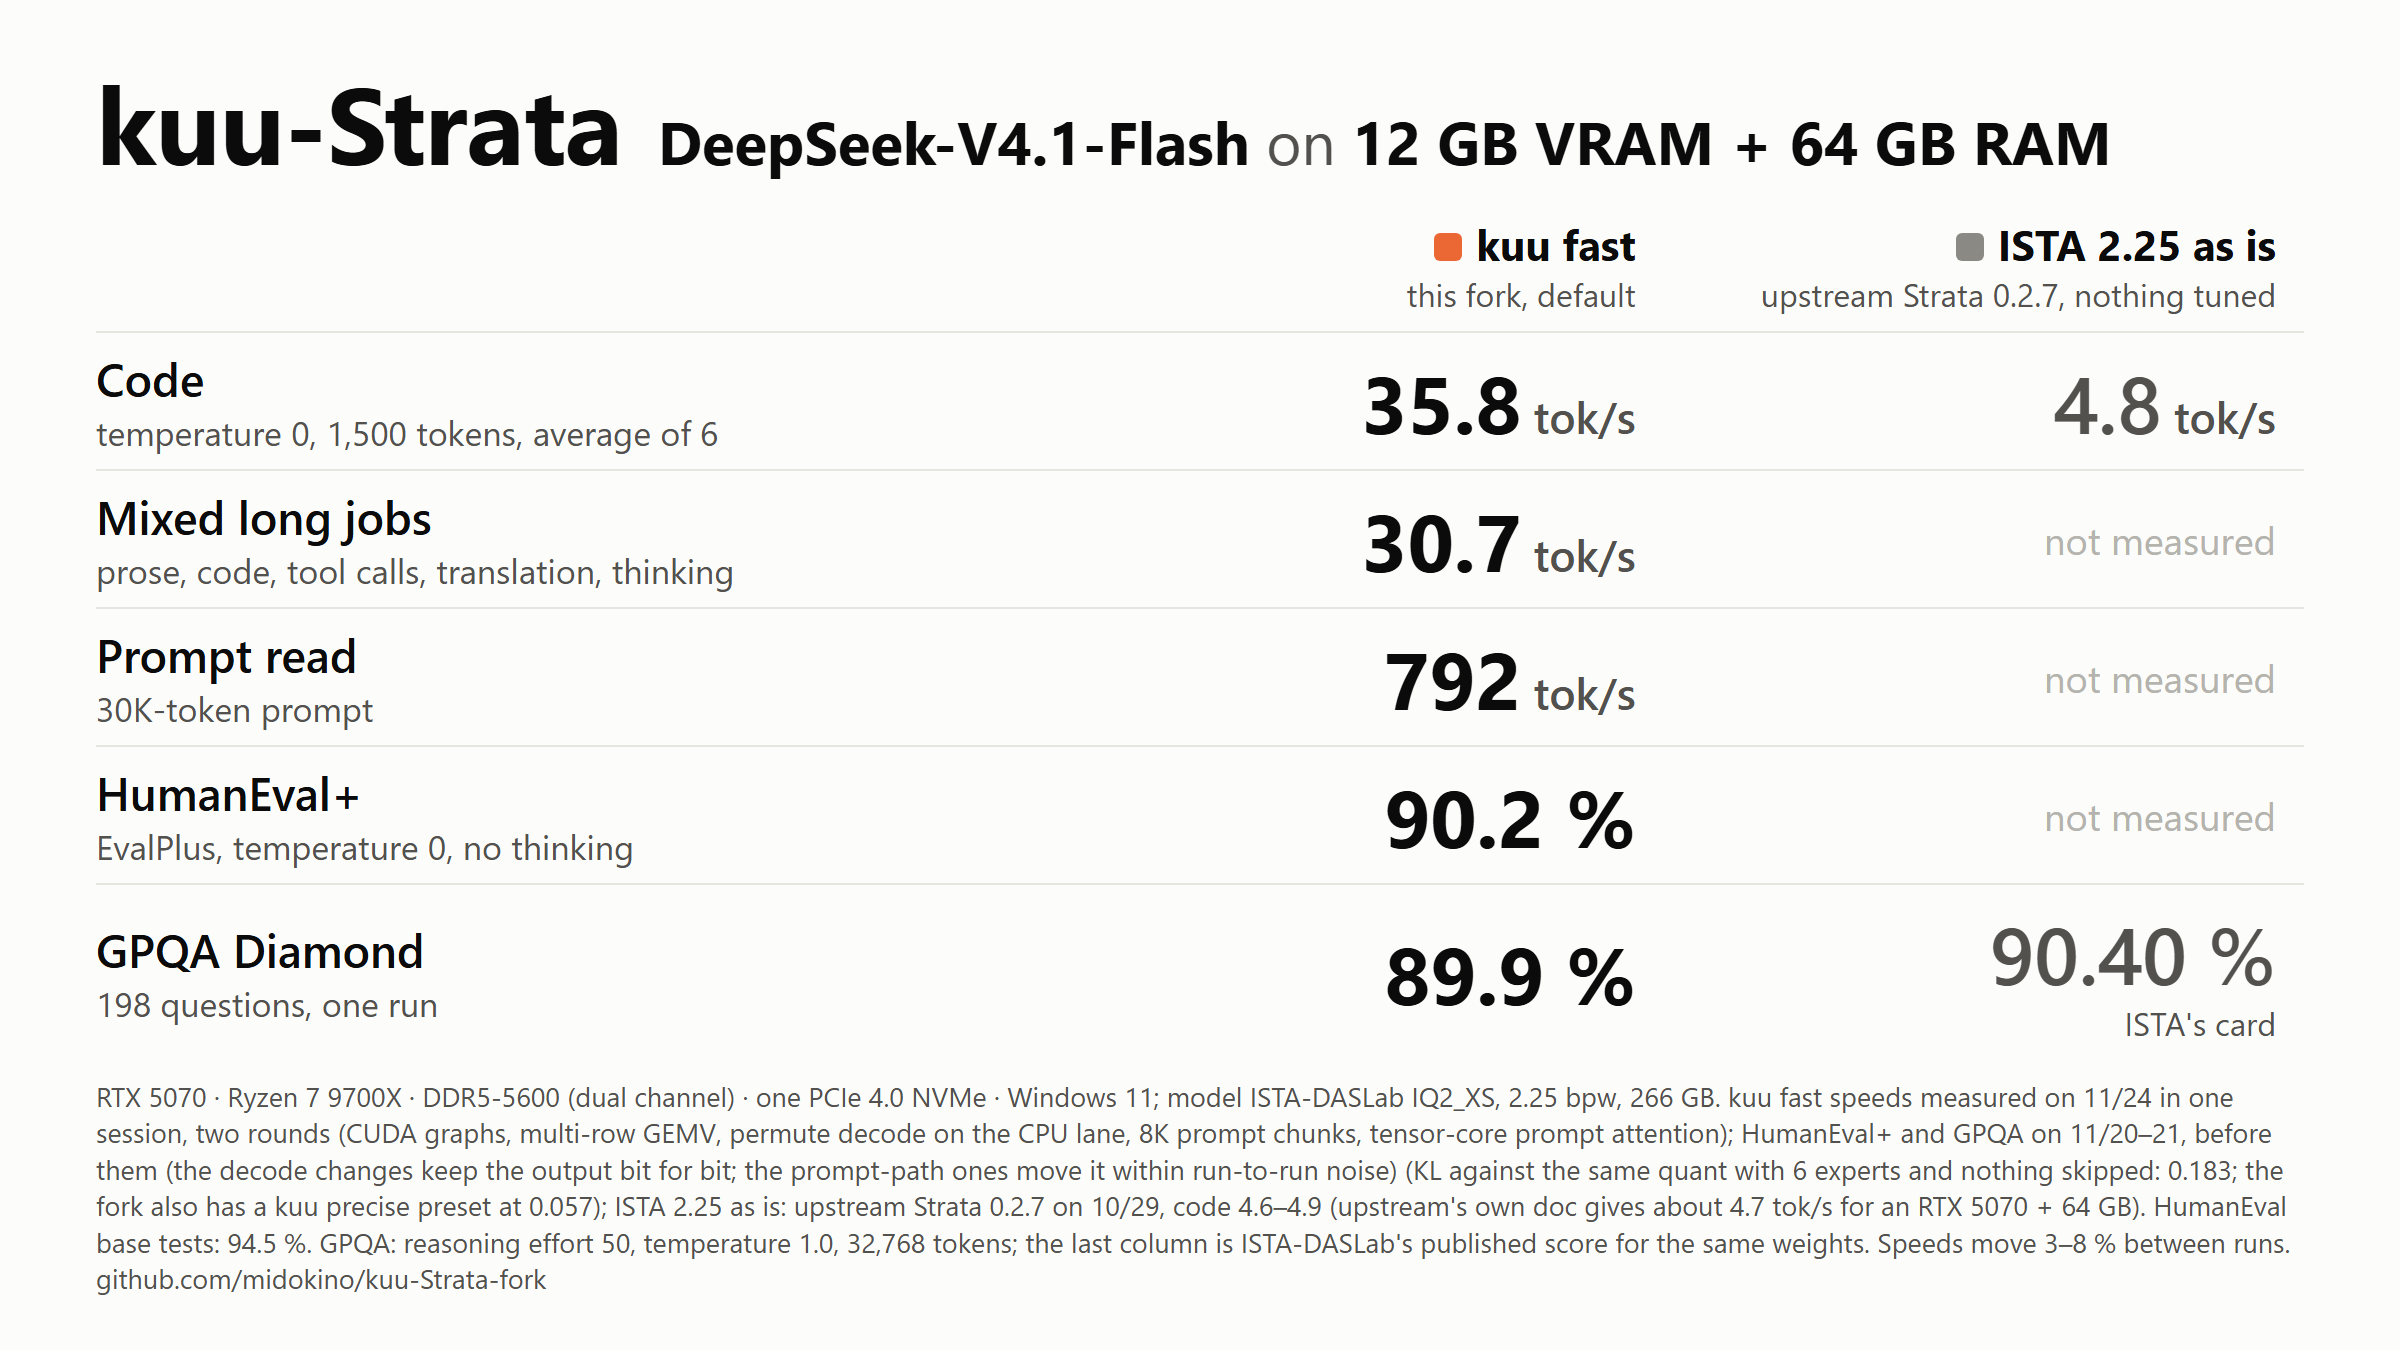 kuu-Strata DeepSeek-V4.1-Flash on 12 GB VRAM + 64 GB RAM
kuu fast ISTA 2.25 as is
this fork, default upstream Strata 0.2.7, nothing tuned
Code
temperature 0, 1,500 tokens, average of 6
35.8 tok/s 4.8 tok/s
Mixed long jobs
prose, code, tool calls, translation, thinking
30.7 tok/s not measured
Prompt read
30K-token prompt
792 tok/s not measured
HumanEval+
EvalPlus, temperature 0, no thinking
90.2 % not measured
GPQA Diamond
198 questions, one run
89.9 % 90.40 %
ISTA's card
RTX 5070 · Ryzen 7 9700X · DDR5-5600 (dual channel) · one PCIe 4.0 NVMe · Windows 11; model ISTA-DASLab IQ2_XS, 2.25 bpw, 266 GB. kuu fast speeds measured on 11/24 in one
session, two rounds (CUDA graphs, multi-row GEMV, permute decode on the CPU lane, 8K prompt chunks, tensor-core prompt attention); HumanEval+ and GPQA on 11/20–21, before
them (the decode changes keep the output bit for bit; the prompt-path ones move it within run-to-run noise) (KL against the same quant with 6 experts and nothing skipped: 0.183; the
fork also has a kuu precise preset at 0.057); ISTA 2.25 as is: upstream Strata 0.2.7 on 10/29, code 4.6–4.9 (upstream's own doc gives about 4.7 tok/s for an RTX 5070 + 64 GB). HumanEval
base tests: 94.5 %. GPQA: reasoning effort 50, temperature 1.0, 32,768 tokens; the last column is ISTA-DASLab's published score for the same weights. Speeds move 3–8 % between runs.
github.com/midokino/kuu-Strata-fork